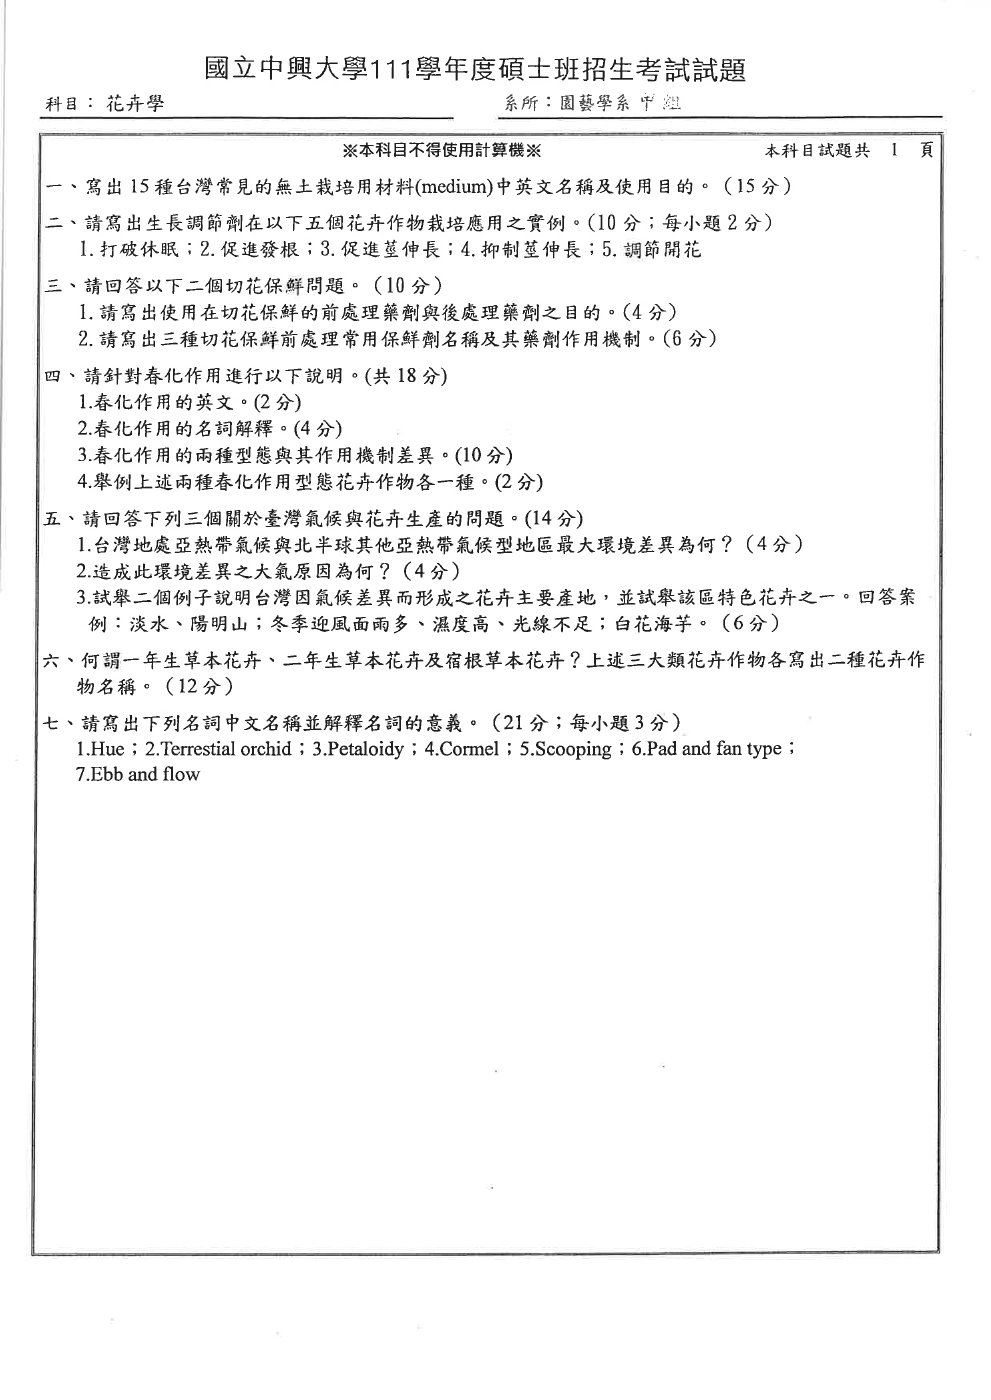 國立中興大學111學年度碩士班招生考試試題
科目：花卉學 系所：園藝學系 甲組
※本科目不得使用計算機※ 本科目試題共 1 頁
一、寫出 15 種台灣常見的無土栽培用材料(medium)中英文名稱及使用目的。（15 分）
二、請寫出生長調節劑在以下五個花卉作物栽培應用之實例。(10 分；每小題 2 分）
1. 打破休眠；2. 促進發根；3. 促進莖伸長；4. 抑制莖伸長；5. 調節開花
三、請回答以下二個切花保鮮問題。（10 分）
1. 請寫出使用在切花保鮮的前處理藥劑與後處理藥劑之目的。(4 分）
2. 請寫出三種切花保鮮前處理常用保鮮劑名稱及其藥劑作用機制。(6 分）
四、請針對春化作用進行以下說明。(共 18 分)
1.春化作用的英文。(2 分)
2.春化作用的名詞解釋。(4 分)
3.春化作用的兩種型態與其作用機制差異。(10 分)
4.舉例上述兩種春化作用型態花卉作物各一種。(2 分)
五、請回答下列三個關於臺灣氣候與花卉生產的問題。(14 分)
1.台灣地處亞熱帶氣候與北半球其他亞熱帶氣候型地區最大環境差異為何？（4 分）
2.造成此環境差異之大氣原因為何？（4 分）
3.試舉二個例子說明台灣因氣候差異而形成之花卉主要產地，並試舉該區特色花卉之一。回答案
例：淡水、陽明山；冬季迎風面雨多、濕度高、光線不足；白花海芋。（6 分）
六、何謂一年生草本花卉、二年生草本花卉及宿根草本花卉？上述三大類花卉作物各寫出二種花卉作
物名稱。（12 分）
七、請寫出下列名詞中文名稱並解釋名詞的意義。（21 分；每小題 3 分）
1.Hue；2.Terrestial orchid；3.Petaloidy；4.Cormel；5.Scooping；6.Pad and fan type；
7.Ebb and flow